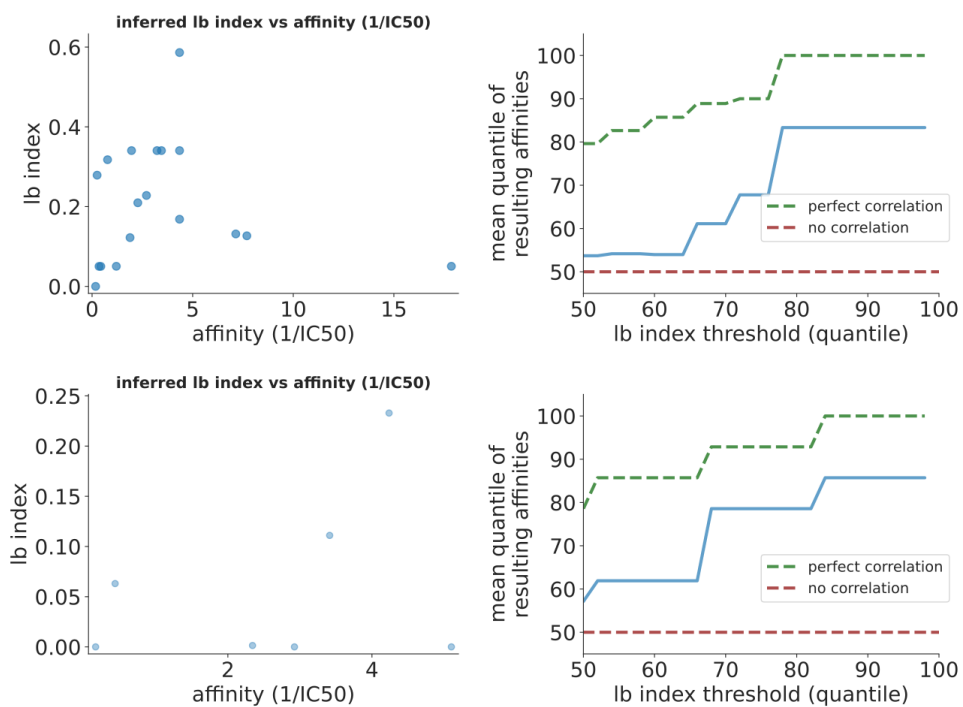 inferred lb index vs affinity (1/IC50)
0.6
0.4
0.2
0.0
lb index
0
5
10
15
affinity (1/IC50)
100
90
80
70
60
50
mean quantile of
resulting affinities
perfect correlation
no correlation
50
60
70
80
90
100
lb index threshold (quantile)
inferred lb index vs affinity (1/IC50)
0.25
0.20
0.15
0.10
0.05
0.00
lb index
2
4
affinity (1/IC50)
100
90
80
70
60
50
mean quantile of
resulting affinities
perfect correlation
no correlation
50
60
70
80
90
100
lb index threshold (quantile)